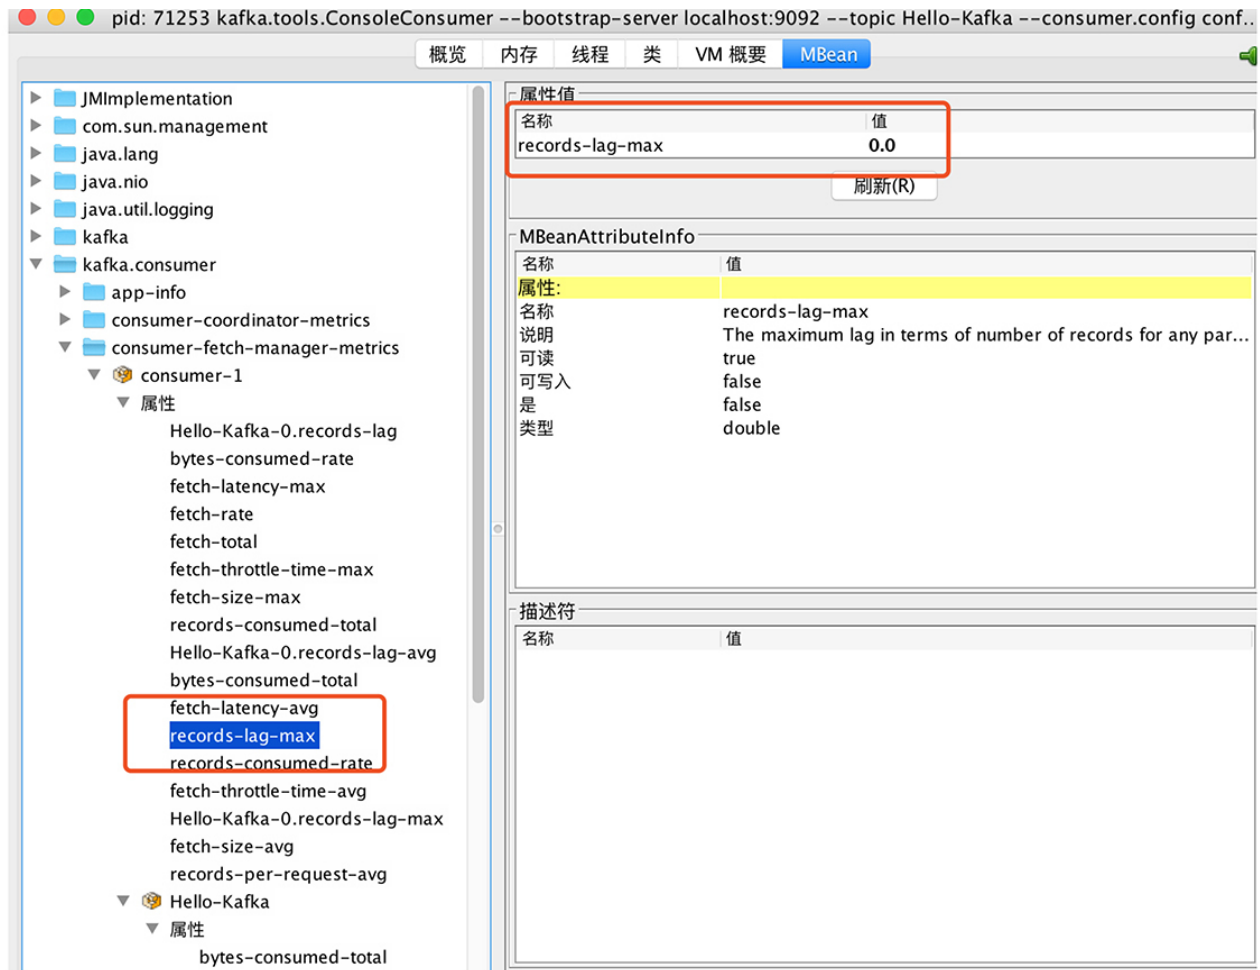 pid: 71253 kafka.tools.ConsoleConsumer --bootstrap-server localhost:9092 --topic Hello-Kafka --consumer.config conf...
概览 内存 线程 类 VM 概要 MBean
JMImplementation
com.sun.management
java.lang
java.nio
java.util.logging
kafka
kafka.consumer
app-info
consumer-coordinator-metrics
consumer-fetch-manager-metrics
consumer-1
属性
Hello-Kafka-0.records-lag
bytes-consumed-rate
fetch-latency-max
fetch-rate
fetch-total
fetch-throttle-time-max
fetch-size-max
records-consumed-total
Hello-Kafka-0.records-lag-avg
bytes-consumed-total
fetch-latency-avg
records-lag-max
records-consumed-rate
fetch-throttle-time-avg
Hello-Kafka-0.records-lag-max
fetch-size-avg
records-per-request-avg
Hello-Kafka
属性
bytes-consumed-total
属性值
名称 值
records-lag-max 0.0
刷新(R)
MBeanAttributeInfo
名称 值
属性:
名称 records-lag-max
说明 The maximum lag in terms of number of records for any par...
可读 true
可写入 false
是 false
类型 double
描述符
名称 值